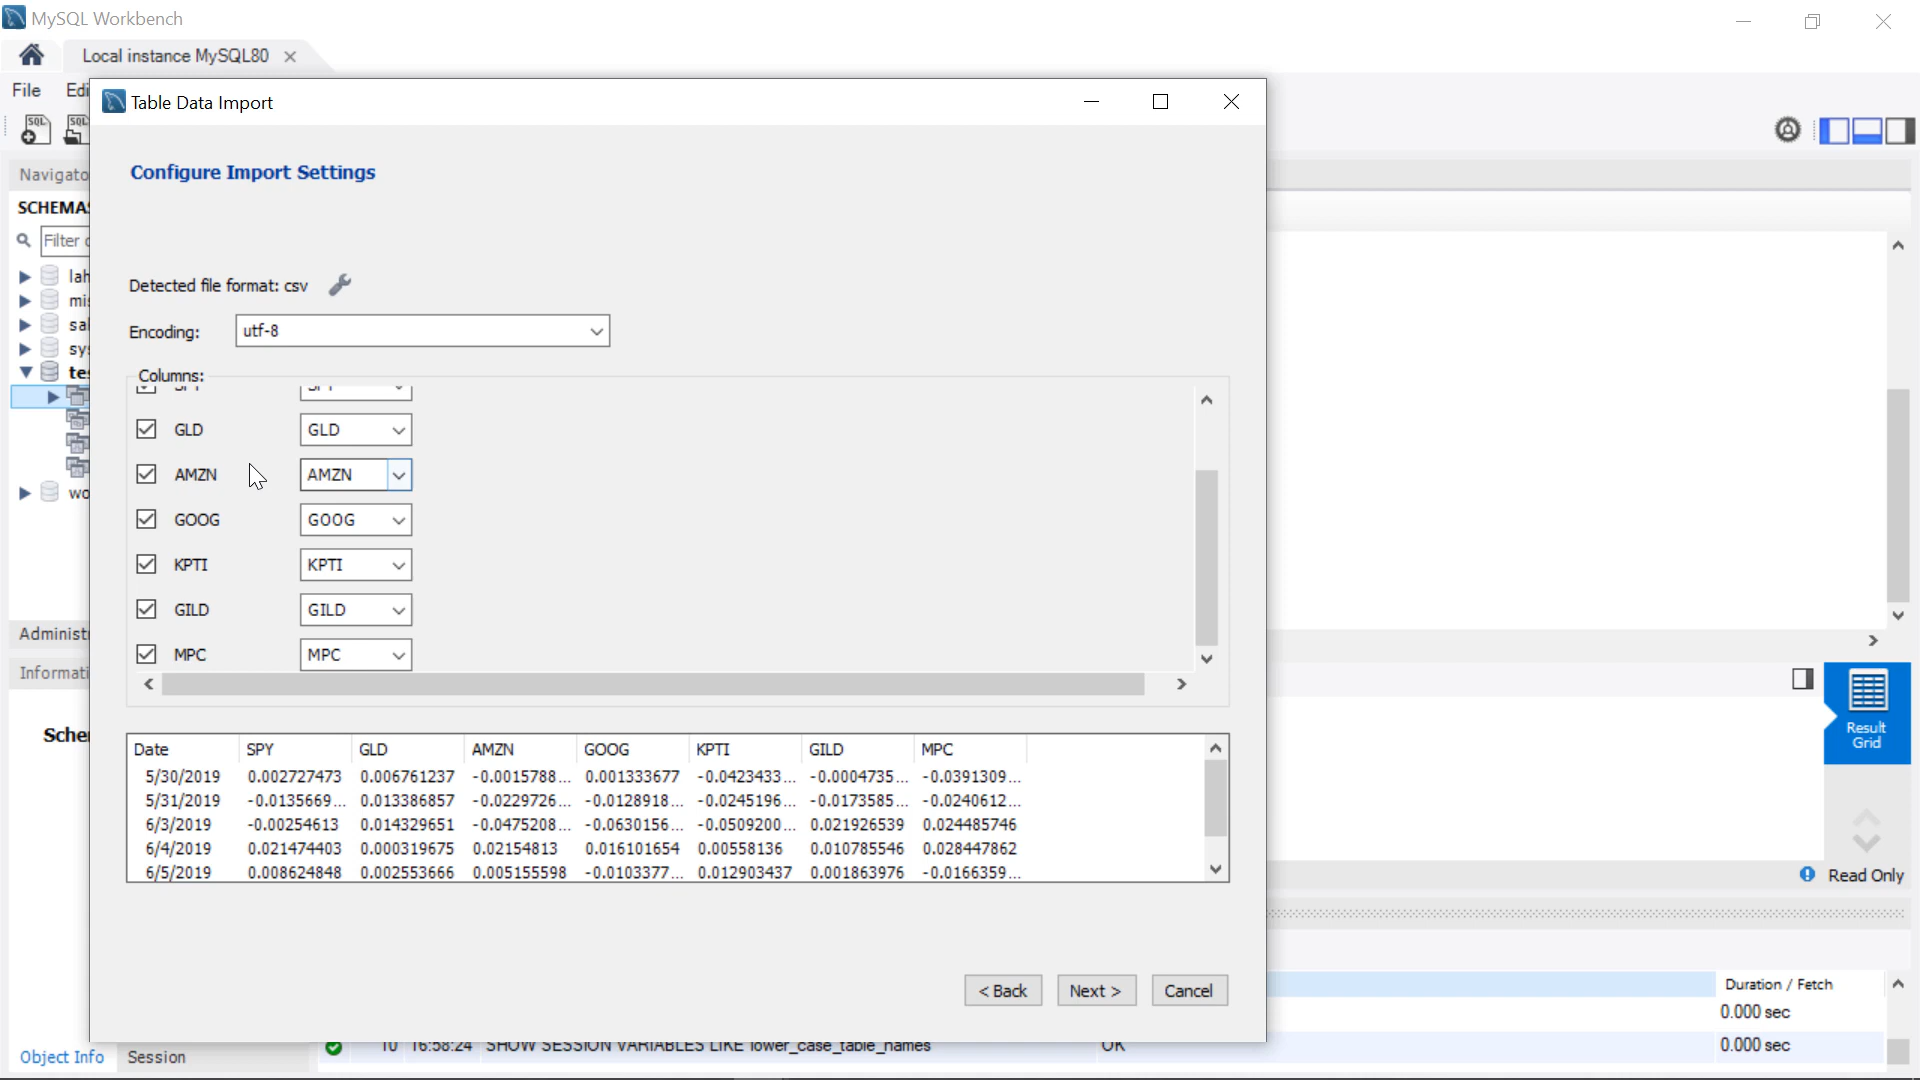 MySQL Workbench
Local instance MySQL80
File
SQL SQL
Table Data Import
Configure Import Settings
SCHEMAS
Filter
Detected file format: csv
Encoding: utf-8
Columns:
GLD GLD
AMZN AMZN
GOOG GOOG
KPTI KPTI
GILD GILD
MPC MPC
Date SPY GLD AMZN GOOG KPTI GILD MPC
5/30/2019 0.002727473 0.006761237 -0.0015788... 0.001333677 -0.0423433... -0.0004735... -0.0391309...
5/31/2019 -0.0135669... 0.013386857 -0.0229726... -0.0128918... -0.0245196... -0.0173585... -0.0240612...
6/3/2019 -0.00254613 0.014329651 -0.0475208... -0.0630156... -0.0509200... 0.021926539 0.024485746
6/4/2019 0.021474403 0.000319675 0.02154813 0.016101654 0.00558136 0.010785546 0.028447862
6/5/2019 0.008624848 0.002553666 0.005155598 -0.0103377... 0.012903437 0.001863976 -0.0166359...
< Back Next > Cancel
Result
Grid
Read Only
Duration / Fetch
0.000 sec
10 16:58:24 SHOW SESSION VARIABLES LIKE 'lower_case_table_names' OK 0.000 sec
Object Info Session